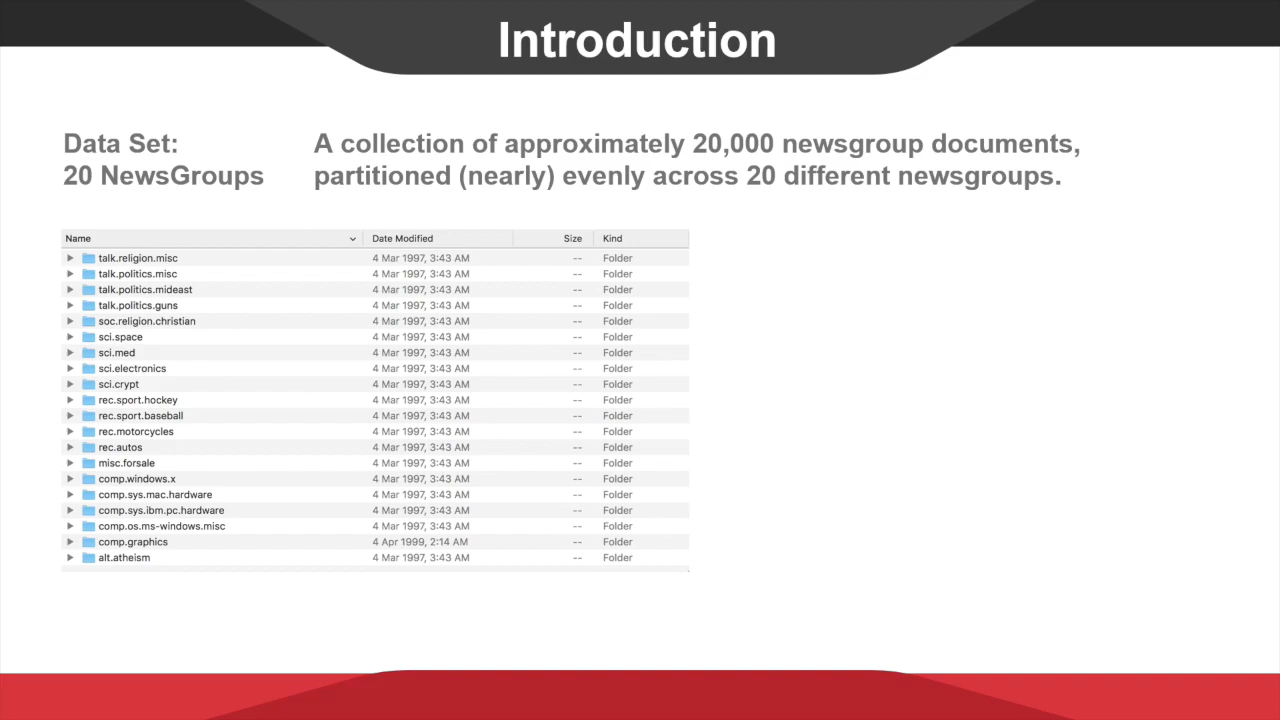 Introduction
Data Set:
20 NewsGroups
A collection of approximately 20,000 newsgroup documents,
partitioned (nearly) evenly across 20 different newsgroups.
Name Date Modified Size Kind
talk.religion.misc 4 Mar 1997, 3:43 AM -- Folder
talk.politics.misc 4 Mar 1997, 3:43 AM -- Folder
talk.politics.mideast 4 Mar 1997, 3:43 AM -- Folder
talk.politics.guns 4 Mar 1997, 3:43 AM -- Folder
soc.religion.christian 4 Mar 1997, 3:43 AM -- Folder
sci.space 4 Mar 1997, 3:43 AM -- Folder
sci.med 4 Mar 1997, 3:43 AM -- Folder
sci.electronics 4 Mar 1997, 3:43 AM -- Folder
sci.crypt 4 Mar 1997, 3:43 AM -- Folder
rec.sport.hockey 4 Mar 1997, 3:43 AM -- Folder
rec.sport.baseball 4 Mar 1997, 3:43 AM -- Folder
rec.motorcycles 4 Mar 1997, 3:43 AM -- Folder
rec.autos 4 Mar 1997, 3:43 AM -- Folder
misc.forsale 4 Mar 1997, 3:43 AM -- Folder
comp.windows.x 4 Mar 1997, 3:43 AM -- Folder
comp.sys.mac.hardware 4 Mar 1997, 3:43 AM -- Folder
comp.sys.ibm.pc.hardware 4 Mar 1997, 3:43 AM -- Folder
comp.os.ms-windows.misc 4 Mar 1997, 3:43 AM -- Folder
comp.graphics 4 Apr 1999, 2:14 AM -- Folder
alt.atheism 4 Mar 1997, 3:43 AM -- Folder